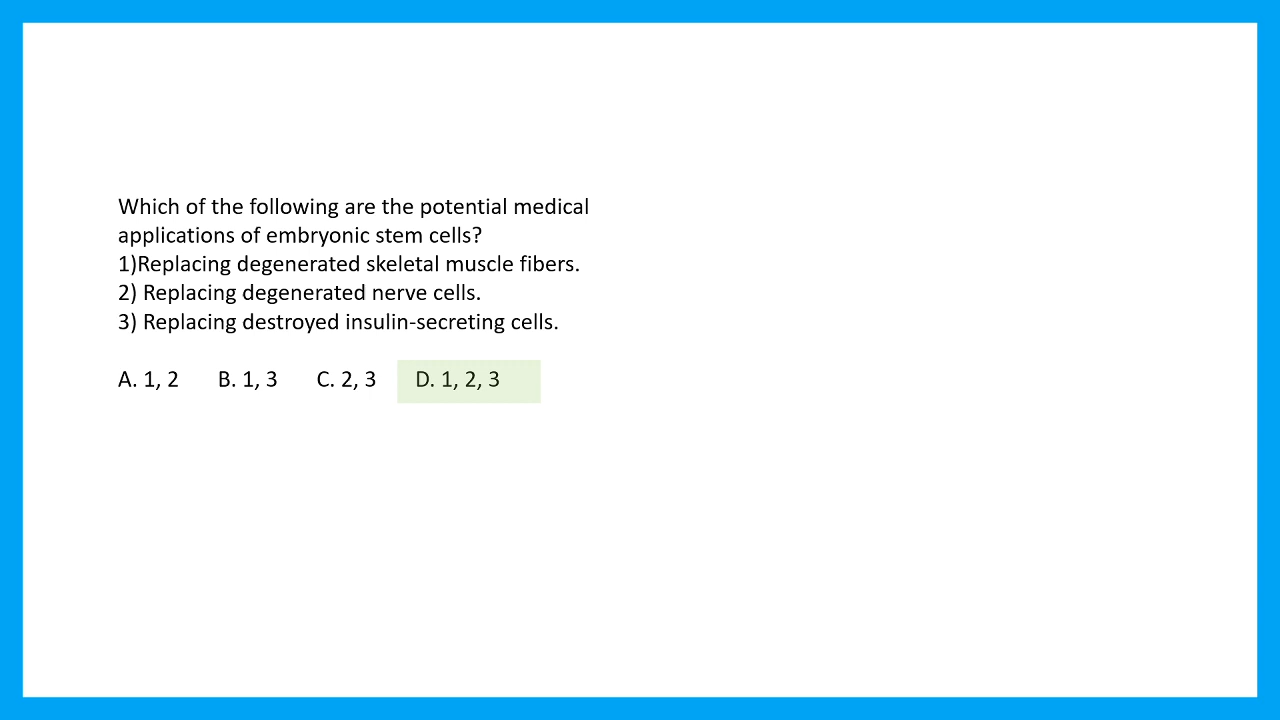 Which of the following are the potential medical
applications of embryonic stem cells?
1)Replacing degenerated skeletal muscle fibers.
2) Replacing degenerated nerve cells.
3) Replacing destroyed insulin-secreting cells.
A. 1, 2 B. 1, 3 C. 2, 3 D. 1, 2, 3